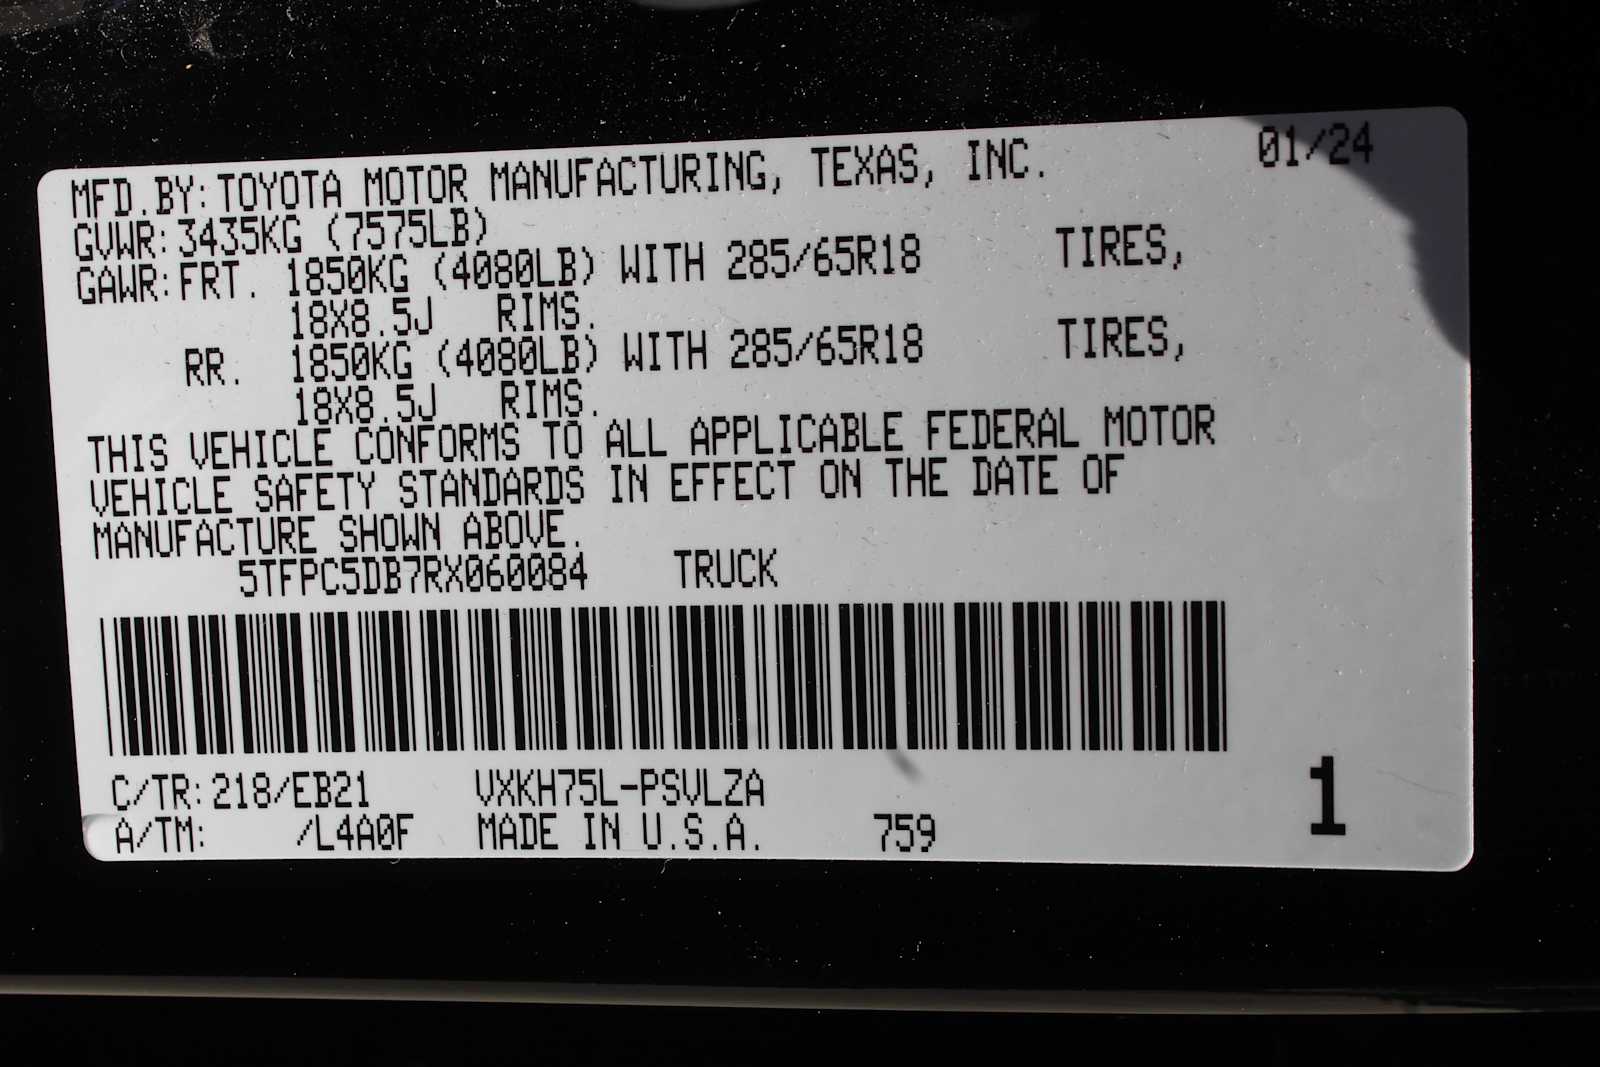 MFD.BY:TOYOTA MOTOR MANUFACTURING, TEXAS, INC. 01/24
GVWR:3435KG (7575LB)
GAWR:FRT. 1850KG (4080LB) WITH 285/65R18 TIRES,
18X8.5J RIMS.
RR. 1850KG (4080LB) WITH 285/65R18 TIRES,
18X8.5J RIMS.
THIS VEHICLE CONFORMS TO ALL APPLICABLE FEDERAL MOTOR
VEHICLE SAFETY STANDARDS IN EFFECT ON THE DATE OF
MANUFACTURE SHOWN ABOVE.
5TFPC5DB7RX060084 TRUCK
C/TR:218/EB21 VXKH75L-PSVLZA
A/TM: /L4A0F MADE IN U.S.A. 759 1